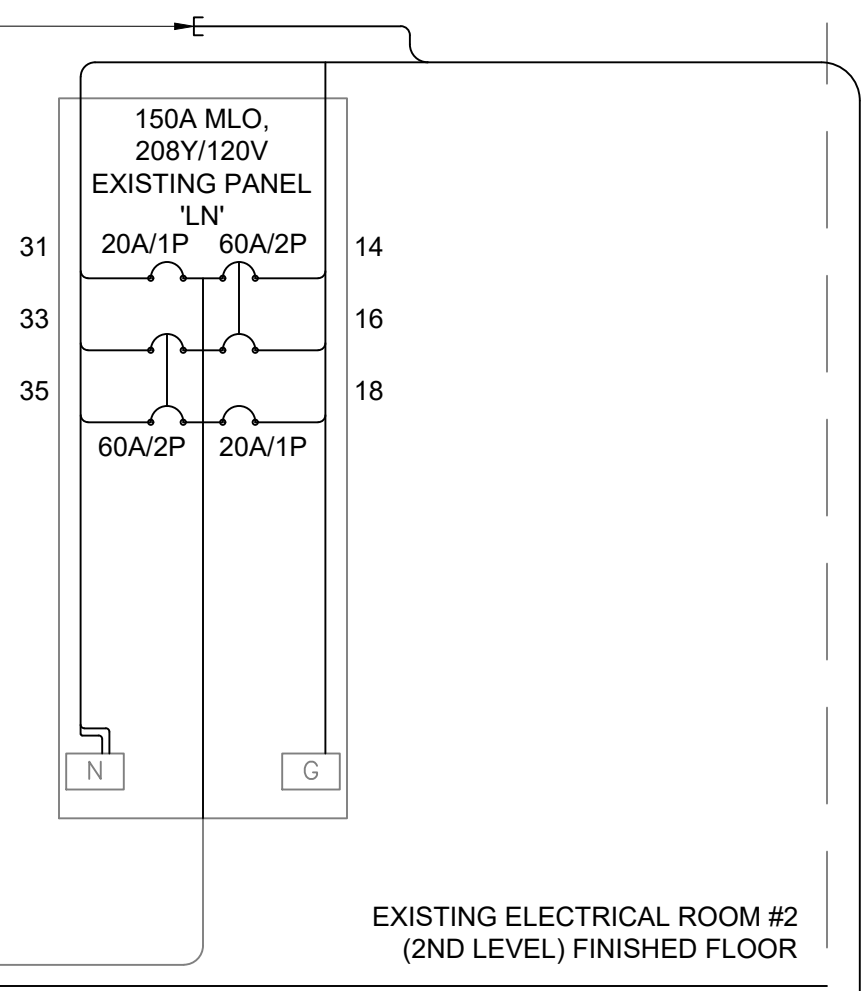 150A MLO,
208Y/120V
EXISTING PANEL
'LN'
31 20A/1P 60A/2P 14
33 16
35 18
60A/2P 20A/1P
N G
EXISTING ELECTRICAL ROOM #2
(2ND LEVEL) FINISHED FLOOR